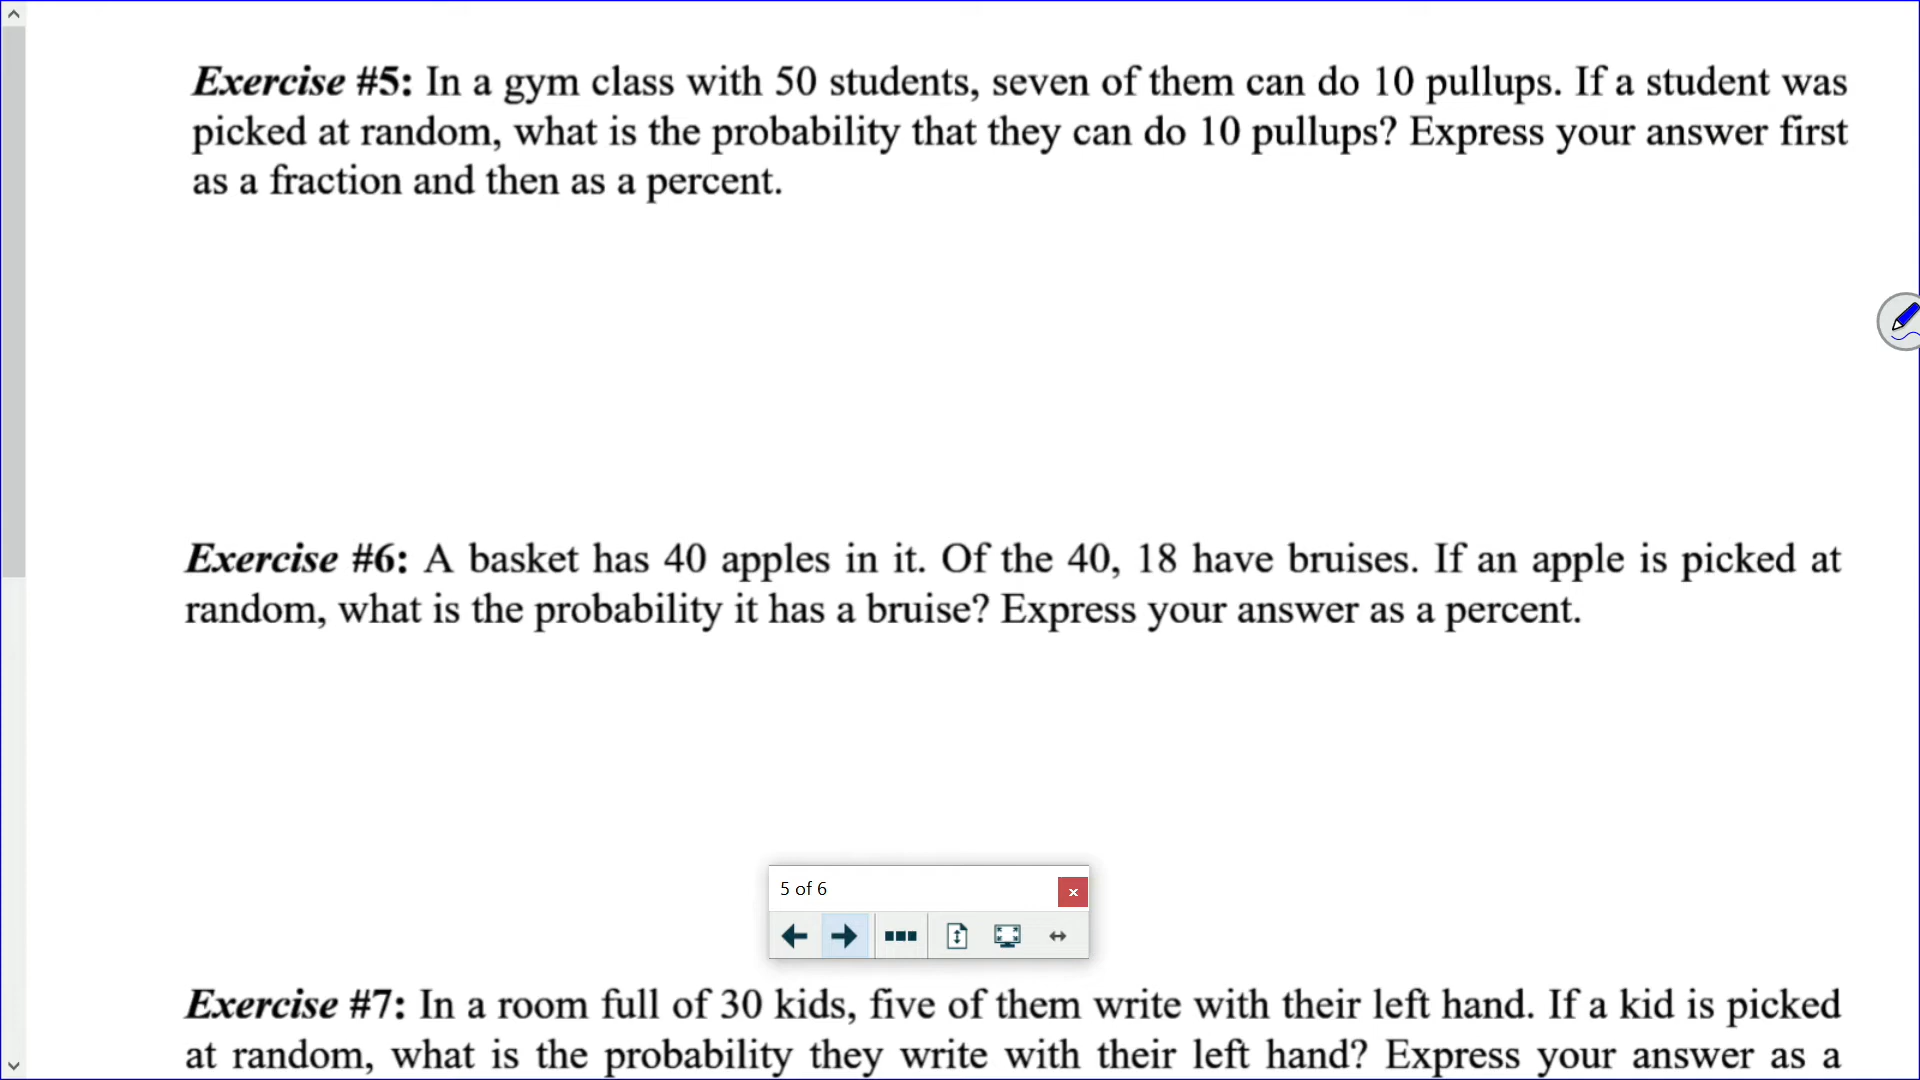 Exercise #5: In a gym class with 50 students, seven of them can do 10 pullups. If a student was
picked at random, what is the probability that they can do 10 pullups? Express your answer first
as a fraction and then as a percent.
Exercise #6: A basket has 40 apples in it. Of the 40, 18 have bruises. If an apple is picked at
random, what is the probability it has a bruise? Express your answer as a percent.
5 of 6
Exercise #7: In a room full of 30 kids, five of them write with their left hand. If a kid is picked
at random, what is the probability they write with their left hand? Express your answer as a